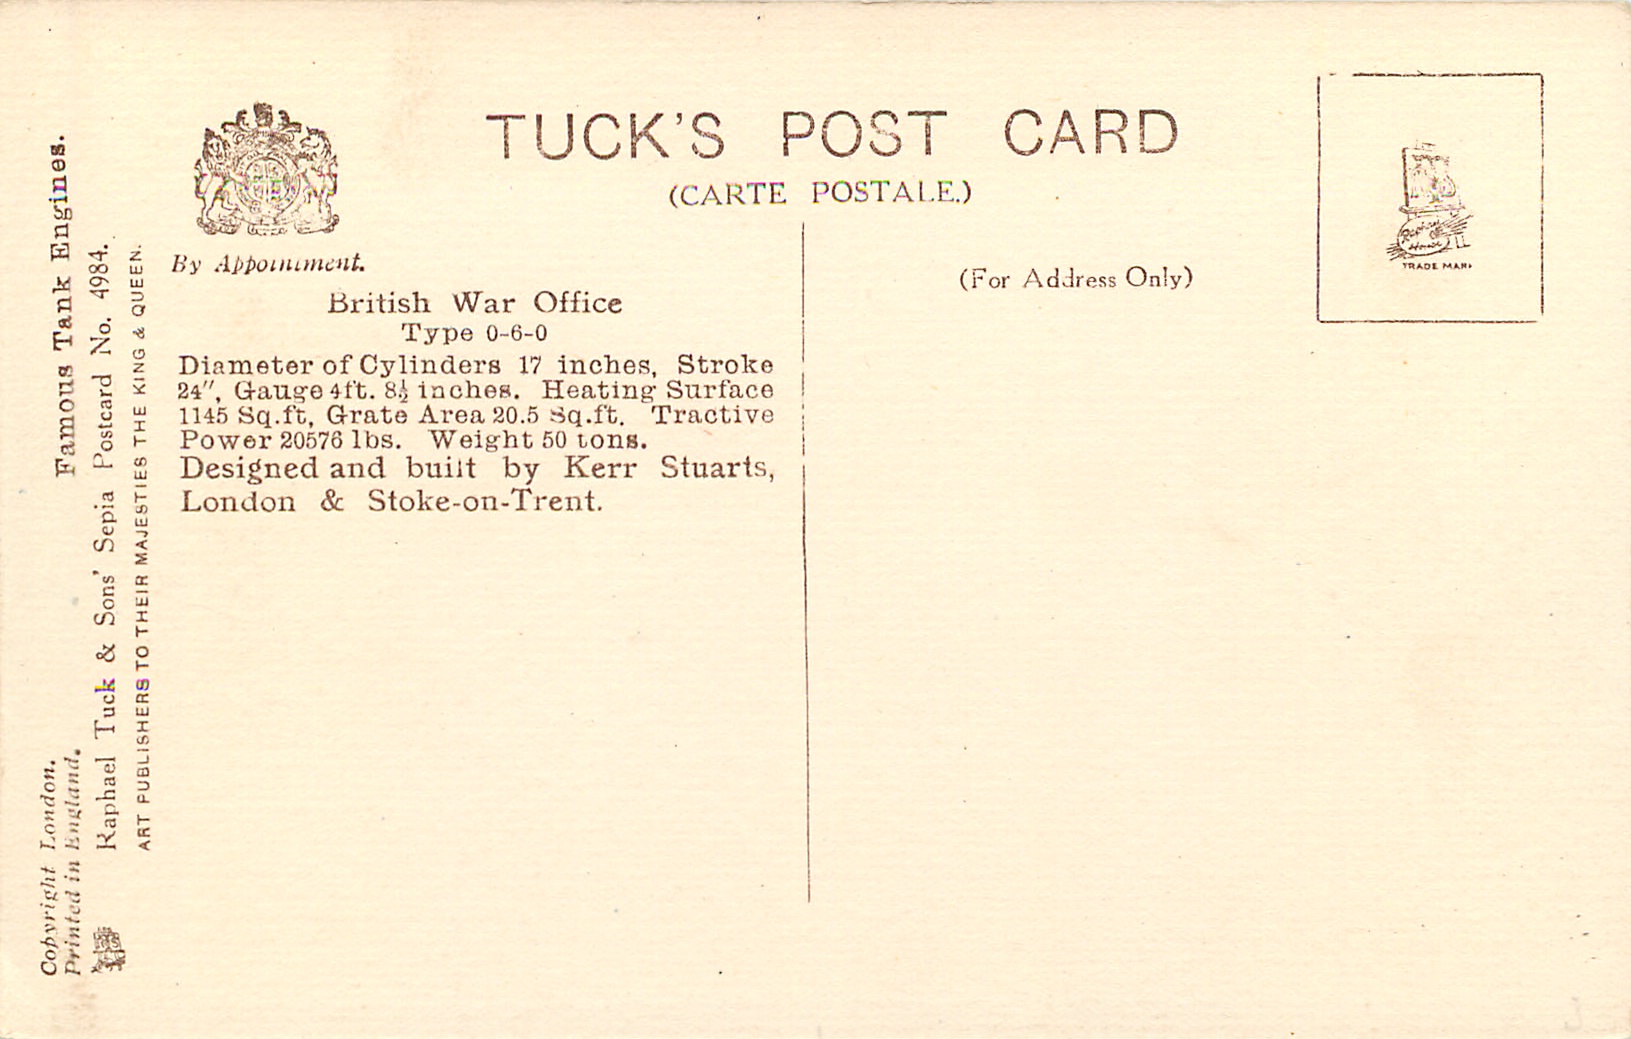 TUCK'S POST CARD
(CARTE POSTALE.)
By Appointment.
(For Address Only)
British War Office
Type 0-6-0
Diameter of Cylinders 17 inches, Stroke
24", Gauge 4ft. 8½ inches. Heating Surface
1145 Sq.ft, Grate Area 20.5 Sq.ft. Tractive
Power 20576 lbs. Weight 50 tons.
Designed and built by Kerr Stuarts,
London & Stoke-on-Trent.
Raphael
House
TRADE MARK
Copyright London.
Printed in England.
Famous Tank Engines.
Raphael Tuck & Sons' Sepia Postcard No. 4984.
ART PUBLISHERS TO THEIR MAJESTIES THE KING & QUEEN.